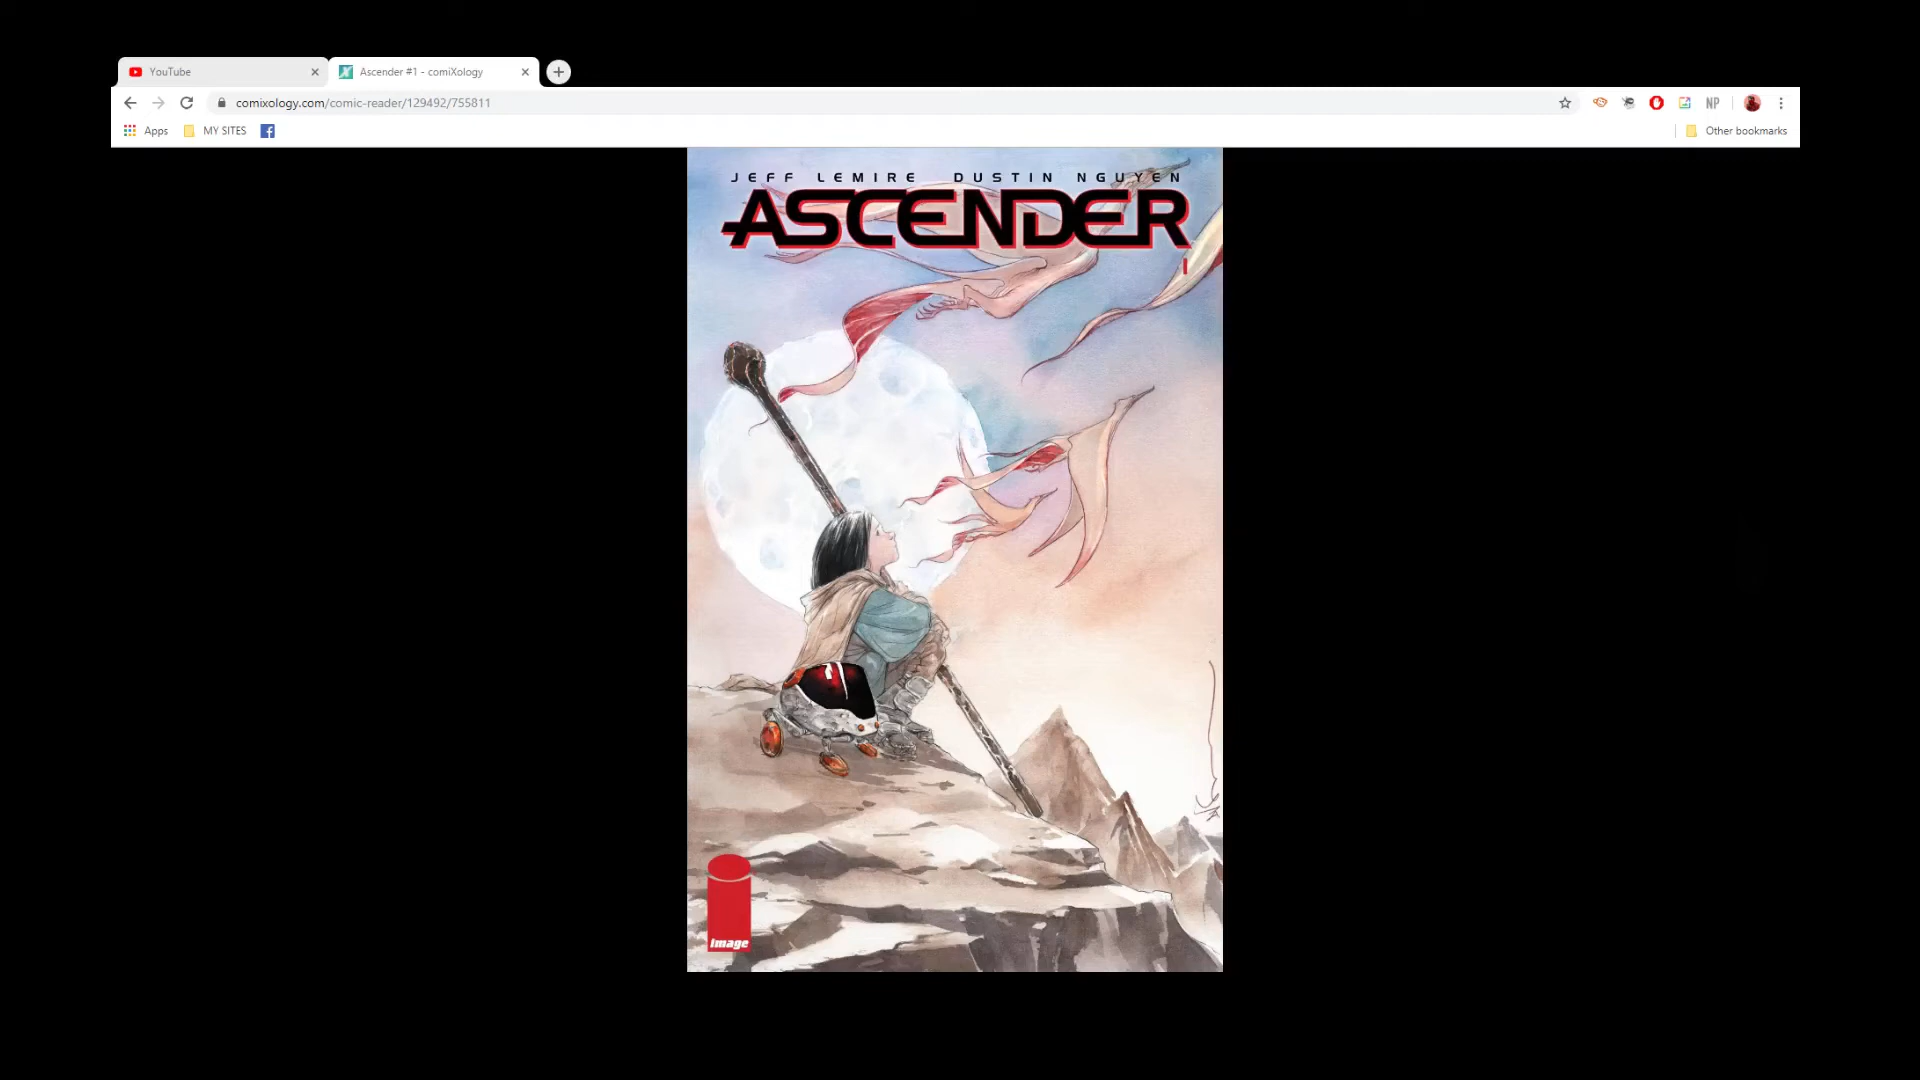 YouTube
Ascender #1 - comiXology
comixology.com/comic-reader/129492/755811
NP
Apps
MY SITES
Other bookmarks
JEFF LEMIRE DUSTIN NGUYEN
ASCENDER
1
image